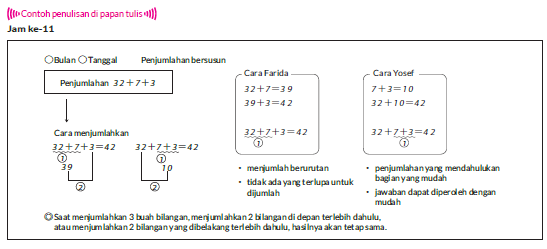 Contoh penulisan di papan tulis
Jam ke-11
○Bulan ○Tanggal Penjumlahan bersusun
Penjumlahan 32+7+3
Cara menjumlahkan
32+7+3=42 32+7+3=42
① ①
39 10
② ②
Cara Farida
32+7=39
39+3=42
32+7+3=42
①
• menjumlah berurutan
• tidak ada yang terlupa untuk
dijumlah
Cara Yosef
7+3=10
32+10=42
32+7+3=42
①
• penjumlahan yang mendahulukan
bagian yang mudah
• jawaban dapat diperoleh dengan
mudah
◎Saat menjumlahkan 3 buah bilangan, menjumlahkan 2 bilangan di depan terlebih dahulu,
atau menjumlahkan 2 bilangan yang dibelakang terlebih dahulu, hasilnya akan tetap sama.